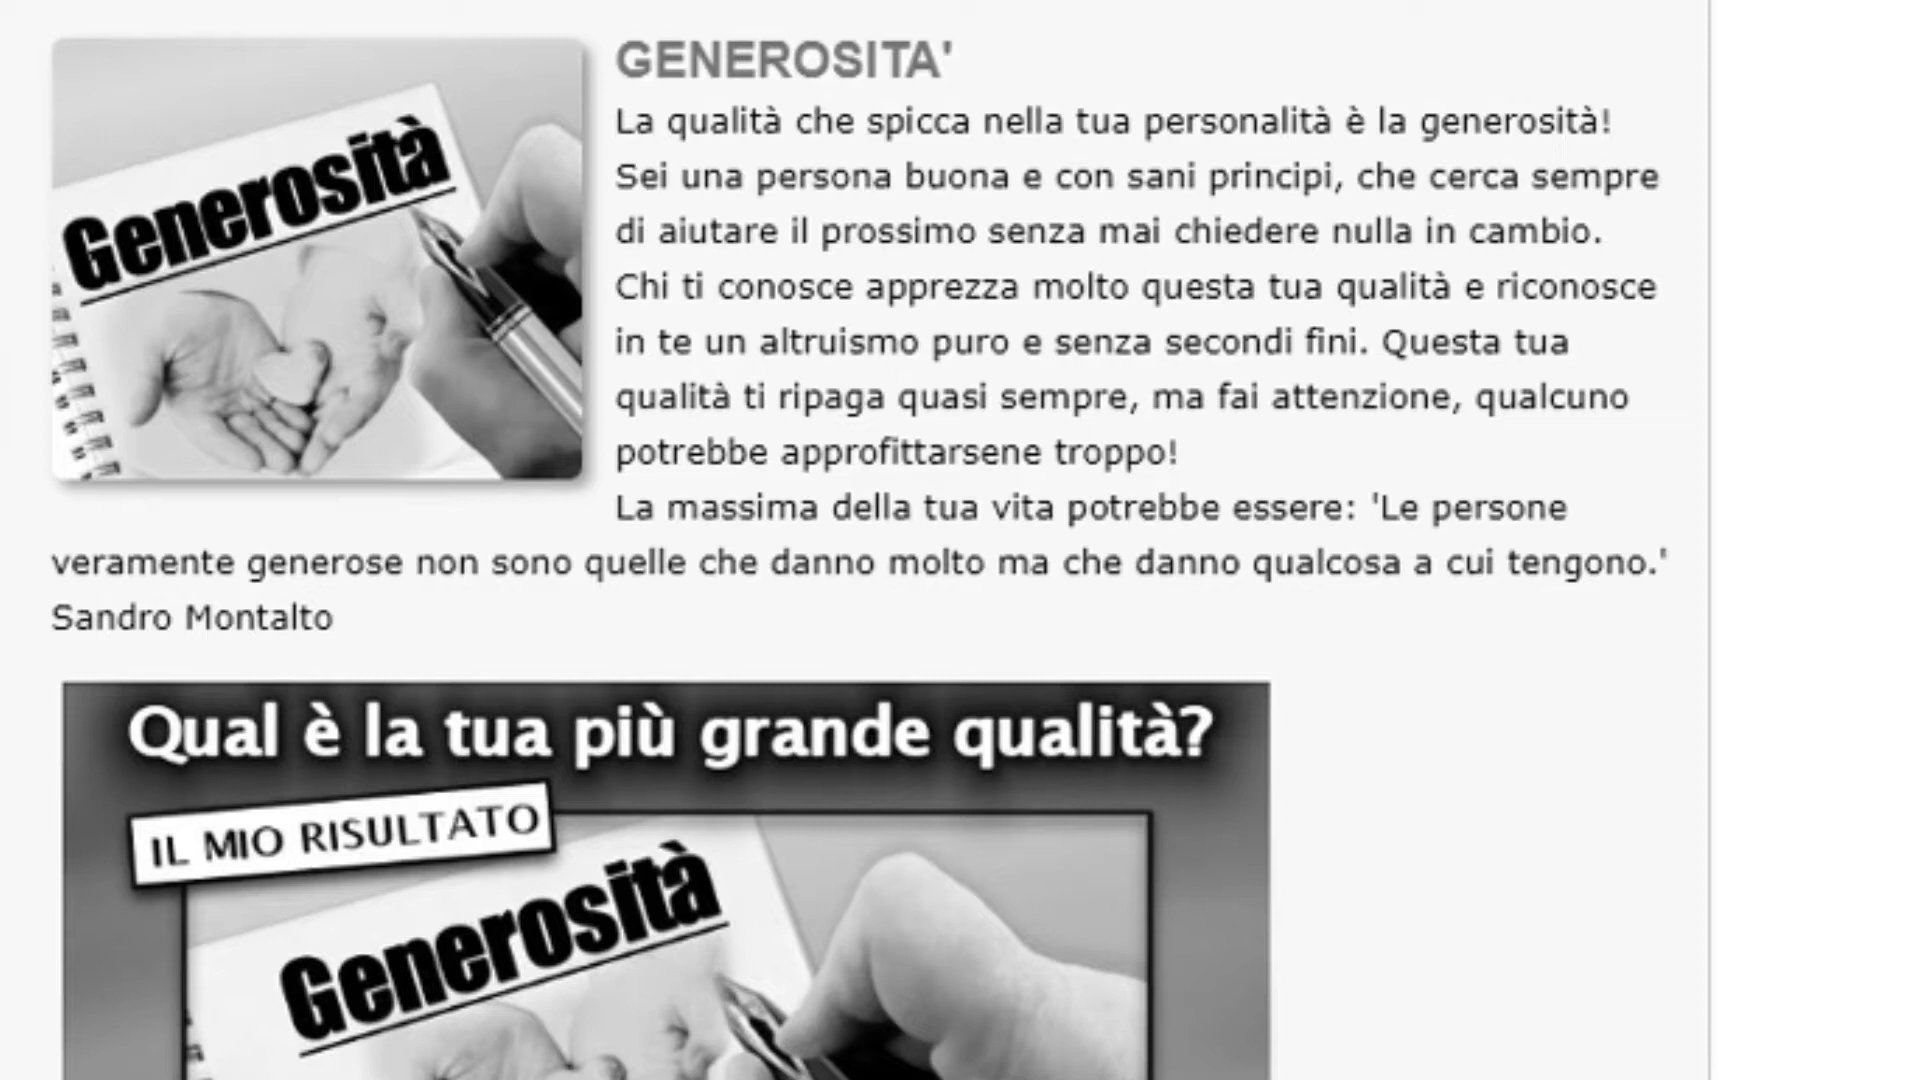 GENEROSITA'
Generosità
La qualità che spicca nella tua personalità è la generosità!
Sei una persona buona e con sani principi, che cerca sempre
di aiutare il prossimo senza mai chiedere nulla in cambio.
Chi ti conosce apprezza molto questa tua qualità e riconosce
in te un altruismo puro e senza secondi fini. Questa tua
qualità ti ripaga quasi sempre, ma fai attenzione, qualcuno
potrebbe approfittarsene troppo!
La massima della tua vita potrebbe essere: 'Le persone
veramente generose non sono quelle che danno molto ma che danno qualcosa a cui tengono.'
Sandro Montalto
Qual è la tua più grande qualità?
IL MIO RISULTATO
Generosità